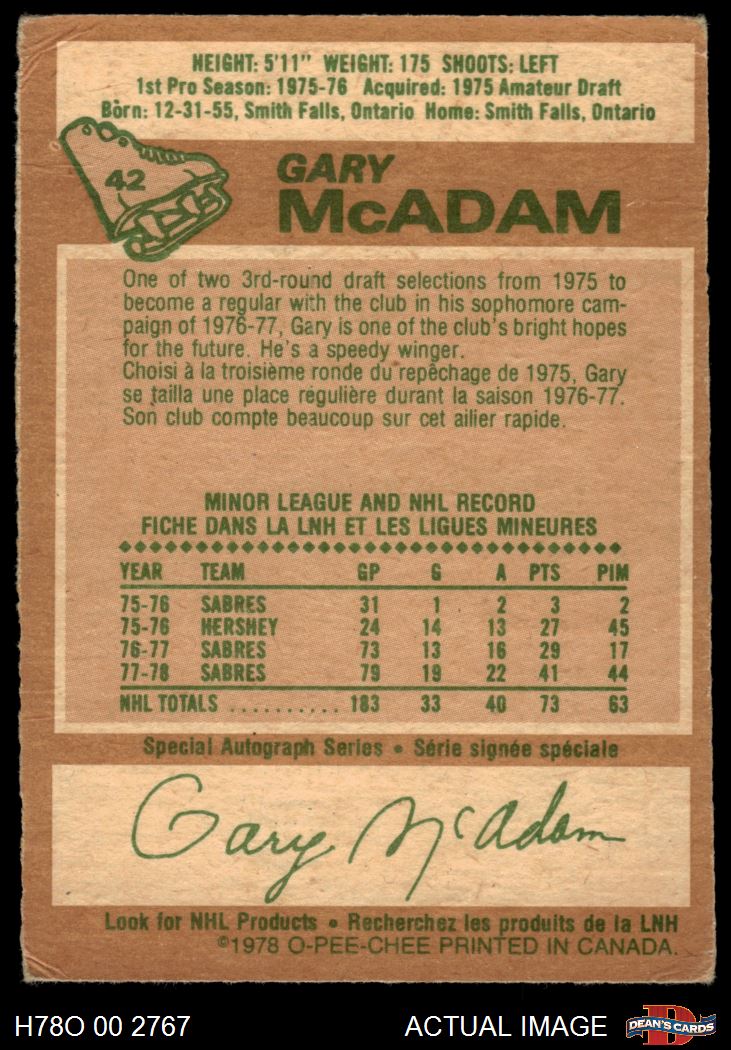 HEIGHT: 5'11" WEIGHT: 175 SHOOTS: LEFT
1st Pro Season: 1975-76 Acquired: 1975 Amateur Draft
Born: 12-31-55, Smith Falls, Ontario Home: Smith Falls, Ontario
42
GARY
McADAM
One of two 3rd-round draft selections from 1975 to
become a regular with the club in his sophomore cam-
paign of 1976-77, Gary is one of the club's bright hopes
for the future. He's a speedy winger.
Choisi à la troisième ronde du repêchage de 1975, Gary
se tailla une place régulière durant la saison 1976-77.
Son club compte beaucoup sur cet ailier rapide.
MINOR LEAGUE AND NHL RECORD
FICHE DANS LA LNH ET LES LIGUES MINEURES
YEAR TEAM GP G A PTS PIM
75-76 SABRES 31 1 2 3 2
75-76 HERSHEY 24 14 13 27 45
76-77 SABRES 73 13 16 29 17
77-78 SABRES 79 19 22 41 44
NHL TOTALS .......... 183 33 40 73 63
Special Autograph Series • Série signée spéciale
Gary McAdam
Look for NHL Products • Recherchez les produits de la LNH
©1978 O-PEE-CHEE PRINTED IN CANADA.
H78O 00 2767 ACTUAL IMAGE DEAN'S CARDS